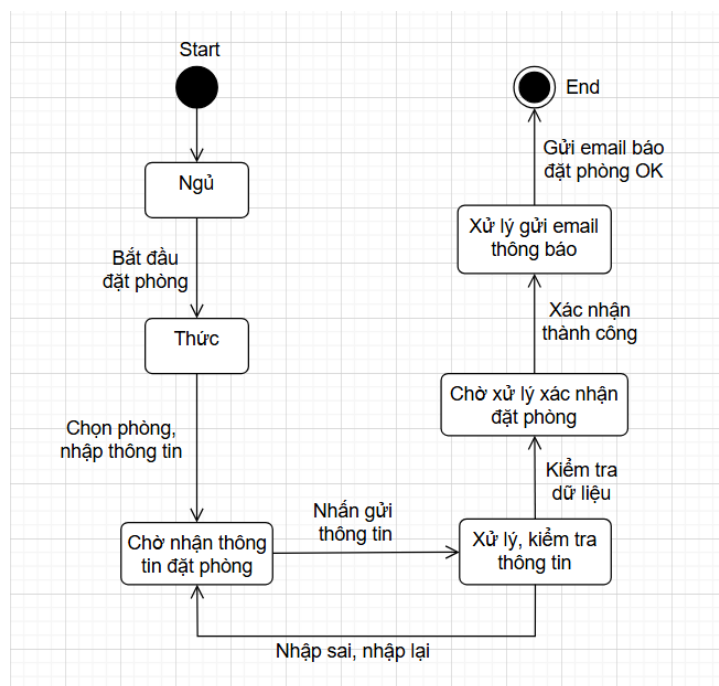 Start
Ngủ
Bắt đầu
đặt phòng
Thức
Chọn phòng,
nhập thông tin
Chờ nhận thông
tin đặt phòng
Nhấn gửi
thông tin
Xử lý, kiểm tra
thông tin
Nhập sai, nhập lại
Kiểm tra
dữ liệu
Chờ xử lý xác nhận
đặt phòng
Xác nhận
thành công
Xử lý gửi email
thông báo
Gửi email báo
đặt phòng OK
End